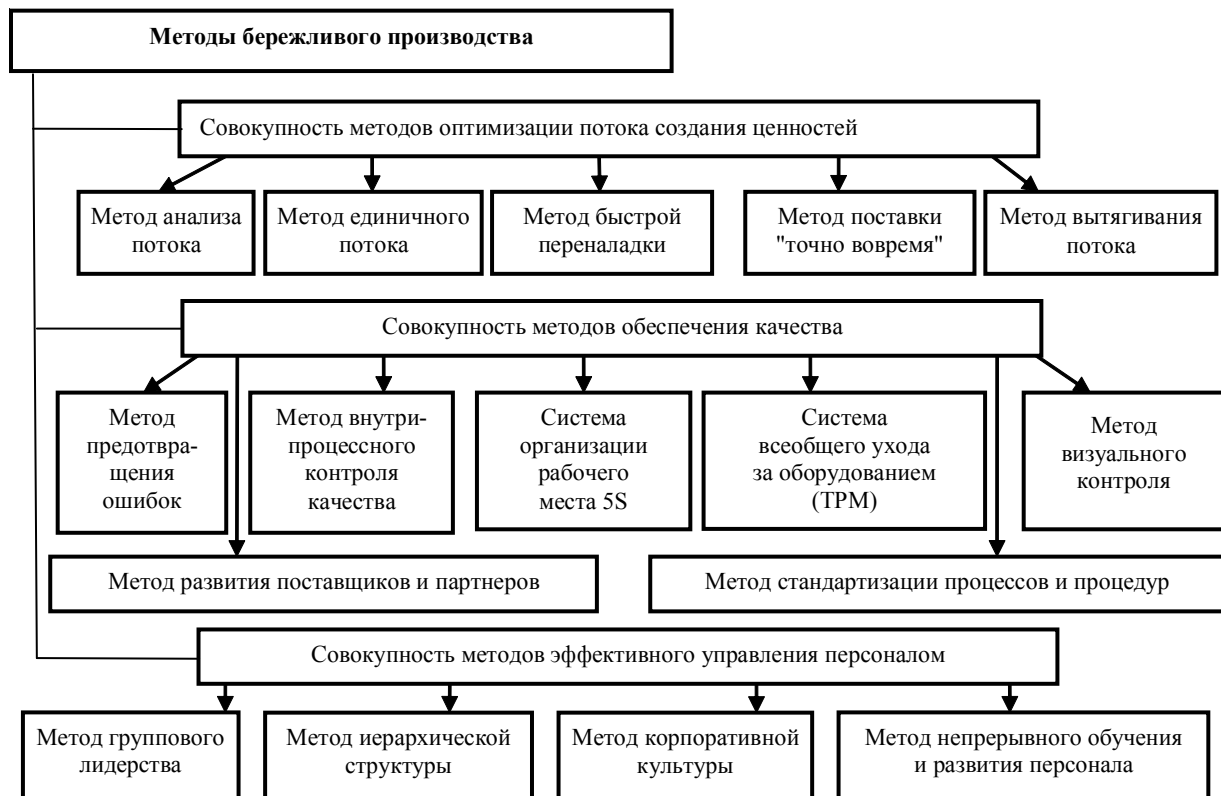 Методы бережливого производства
Совокупность методов оптимизации потока создания ценностей
Метод анализа
потока
Метод единичного
потока
Метод быстрой
переналадки
Метод поставки
"точно вовремя"
Метод вытягивания
потока
Совокупность методов обеспечения качества
Метод
предотвра-
щения
ошибок
Метод внутри-
процессного
контроля
качества
Система
организации
рабочего
места 5S
Система
всеобщего ухода
за оборудованием
(ТРМ)
Метод
визуального
контроля
Метод развития поставщиков и партнеров
Метод стандартизации процессов и процедур
Совокупность методов эффективного управления персоналом
Метод группового
лидерства
Метод иерархической
структуры
Метод корпоративной
культуры
Метод непрерывного обучения
и развития персонала